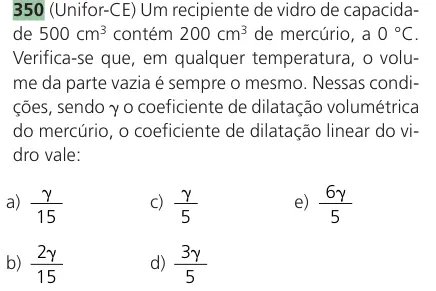 350 (Unifor-CE) Um recipiente de vidro de capacida-
de 500 cm³ contém 200 cm³ de mercúrio, a 0 °C.
Verifica-se que, em qualquer temperatura, o volu-
me da parte vazia é sempre o mesmo. Nessas condi-
ções, sendo γ o coeficiente de dilatação volumétrica
do mercúrio, o coeficiente de dilatação linear do vi-
dro vale:
a) γ/15 c) γ/5 e) 6γ/5
b) 2γ/15 d) 3γ/5